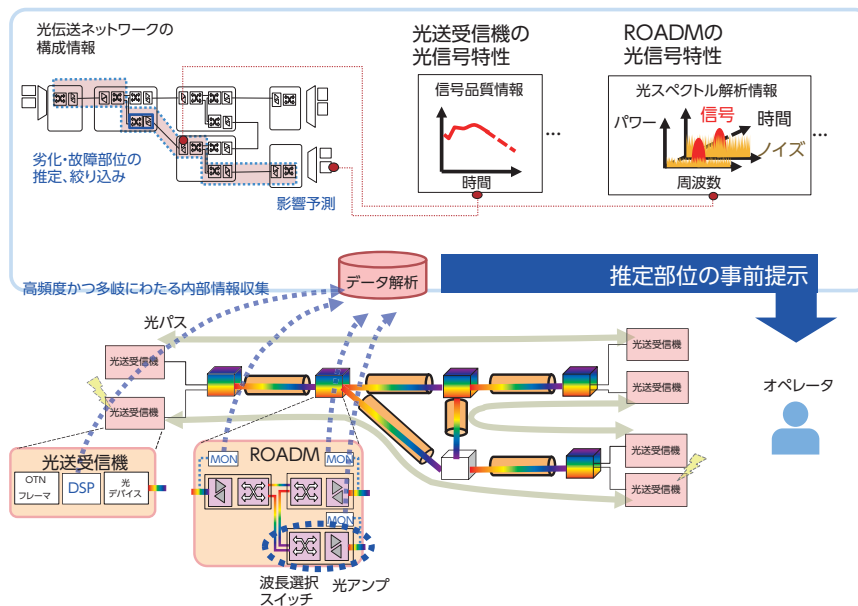 光伝送ネットワークの
構成情報
劣化・故障部位の
推定、絞り込み
影響予測
光送受信機の
光信号特性
信号品質情報
時間
...
ROADMの
光信号特性
光スペクトル解析情報
パワー
信号
時間
ノイズ
周波数
...
データ解析
推定部位の事前提示
高頻度かつ多岐にわたる内部情報収集
光パス
光送受信機
光送受信機
光送受信機
光送受信機
光送受信機
光送受信機
オペレータ
光送受信機
OTN
フレーマ
DSP
光
デバイス
ROADM
MON
MON
MON
波長選択
スイッチ
光アンプ